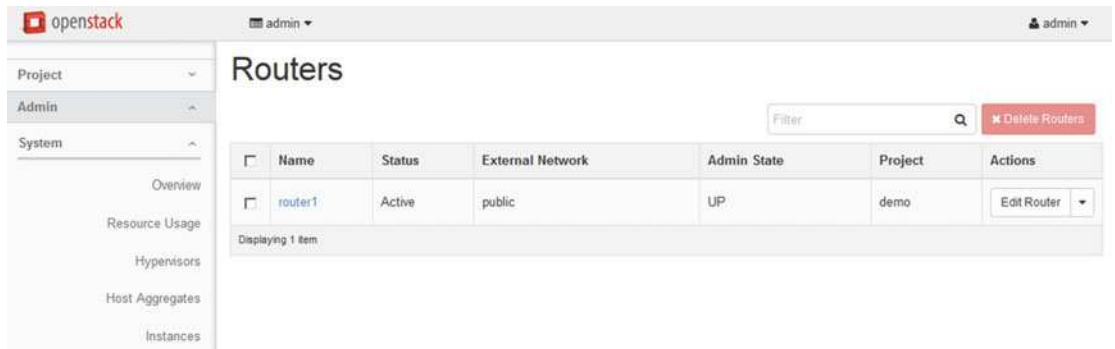 openstack admin admin
Project
Admin
System
Overview
Resource Usage
Hypervisors
Host Aggregates
Instances
Routers
Filter Delete Routers
Name Status External Network Admin State Project Actions
router1 Active public UP demo Edit Router
Displaying 1 item